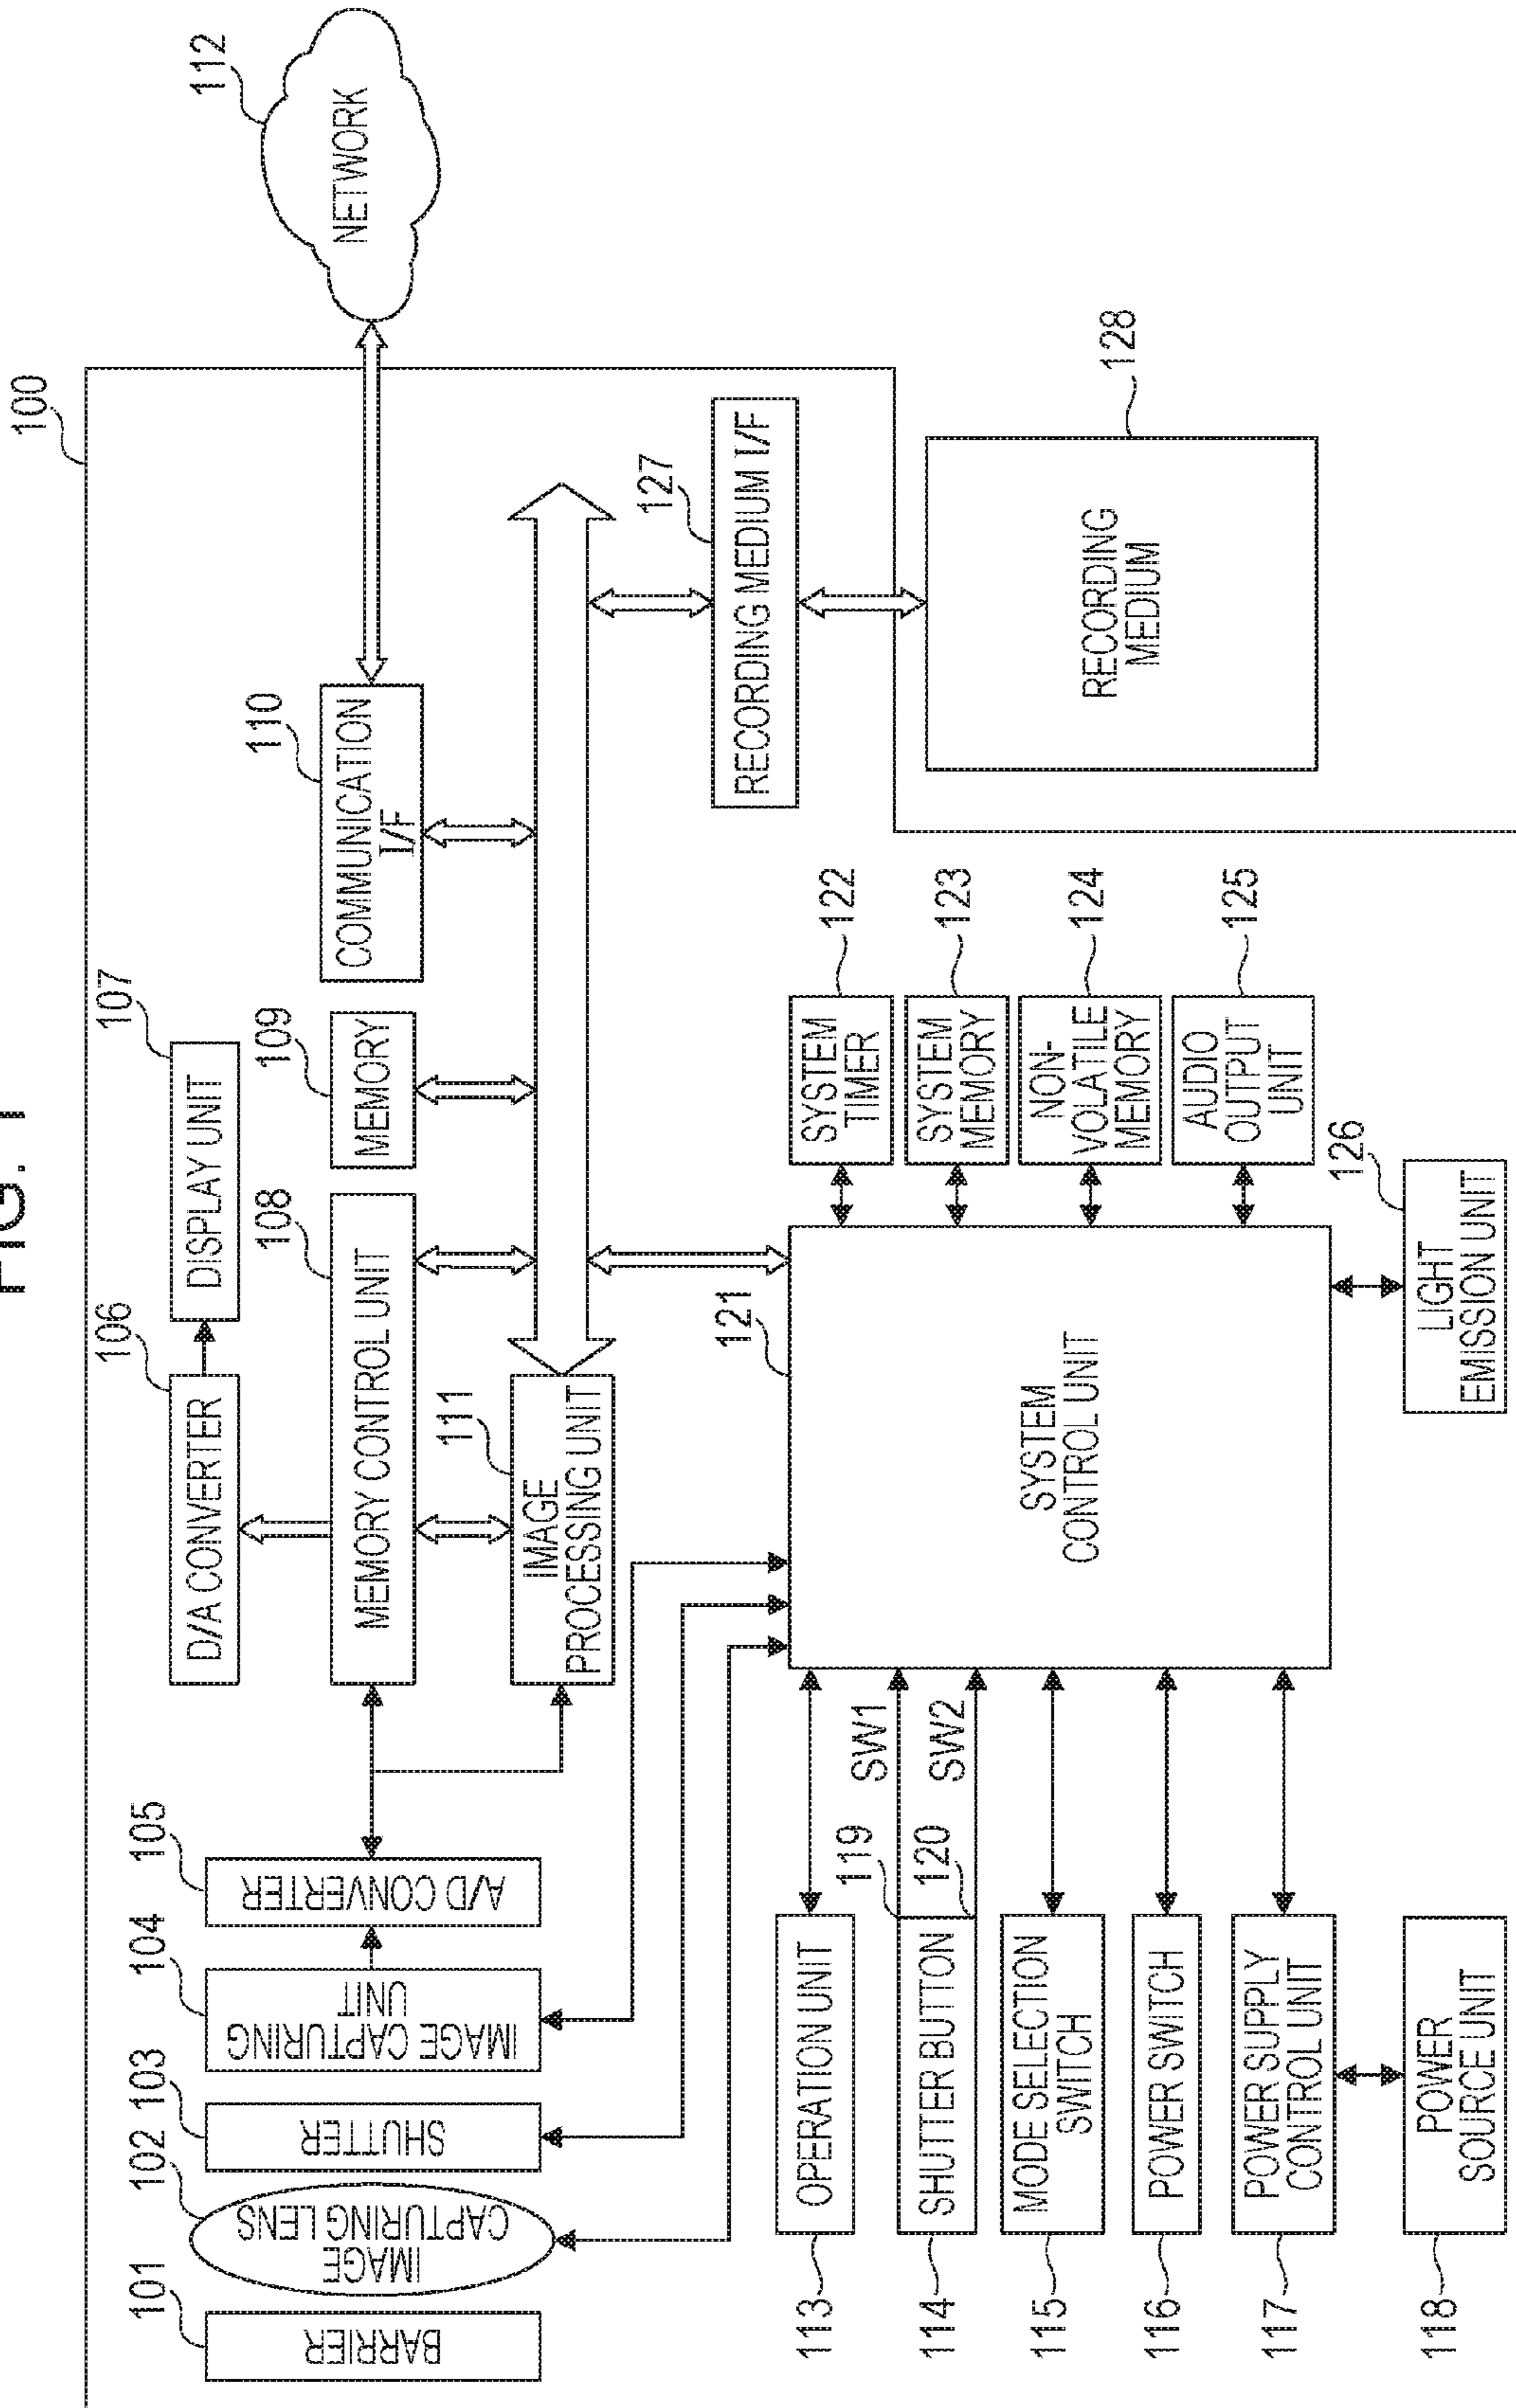 FIG. 1
100
101
BARRIER
102
IMAGE
CAPTURING LENS
103
SHUTTER
104
IMAGE CAPTURING
UNIT
105
A/D CONVERTER
106
D/A CONVERTER
107
DISPLAY UNIT
108
MEMORY CONTROL UNIT
109
MEMORY
110
COMMUNICATION
I/F
111
IMAGE
PROCESSING UNIT
112
NETWORK
113
OPERATION UNIT
114
SHUTTER BUTTON
119
SW1
120
SW2
115
MODE SELECTION
SWITCH
116
POWER SWITCH
117
POWER SUPPLY
CONTROL UNIT
118
POWER
SOURCE UNIT
121
SYSTEM
CONTROL UNIT
122
SYSTEM
TIMER
123
SYSTEM
MEMORY
124
NON-
VOLATILE
MEMORY
125
AUDIO
OUTPUT
UNIT
126
LIGHT
EMISSION UNIT
127
RECORDING MEDIUM I/F
128
RECORDING
MEDIUM